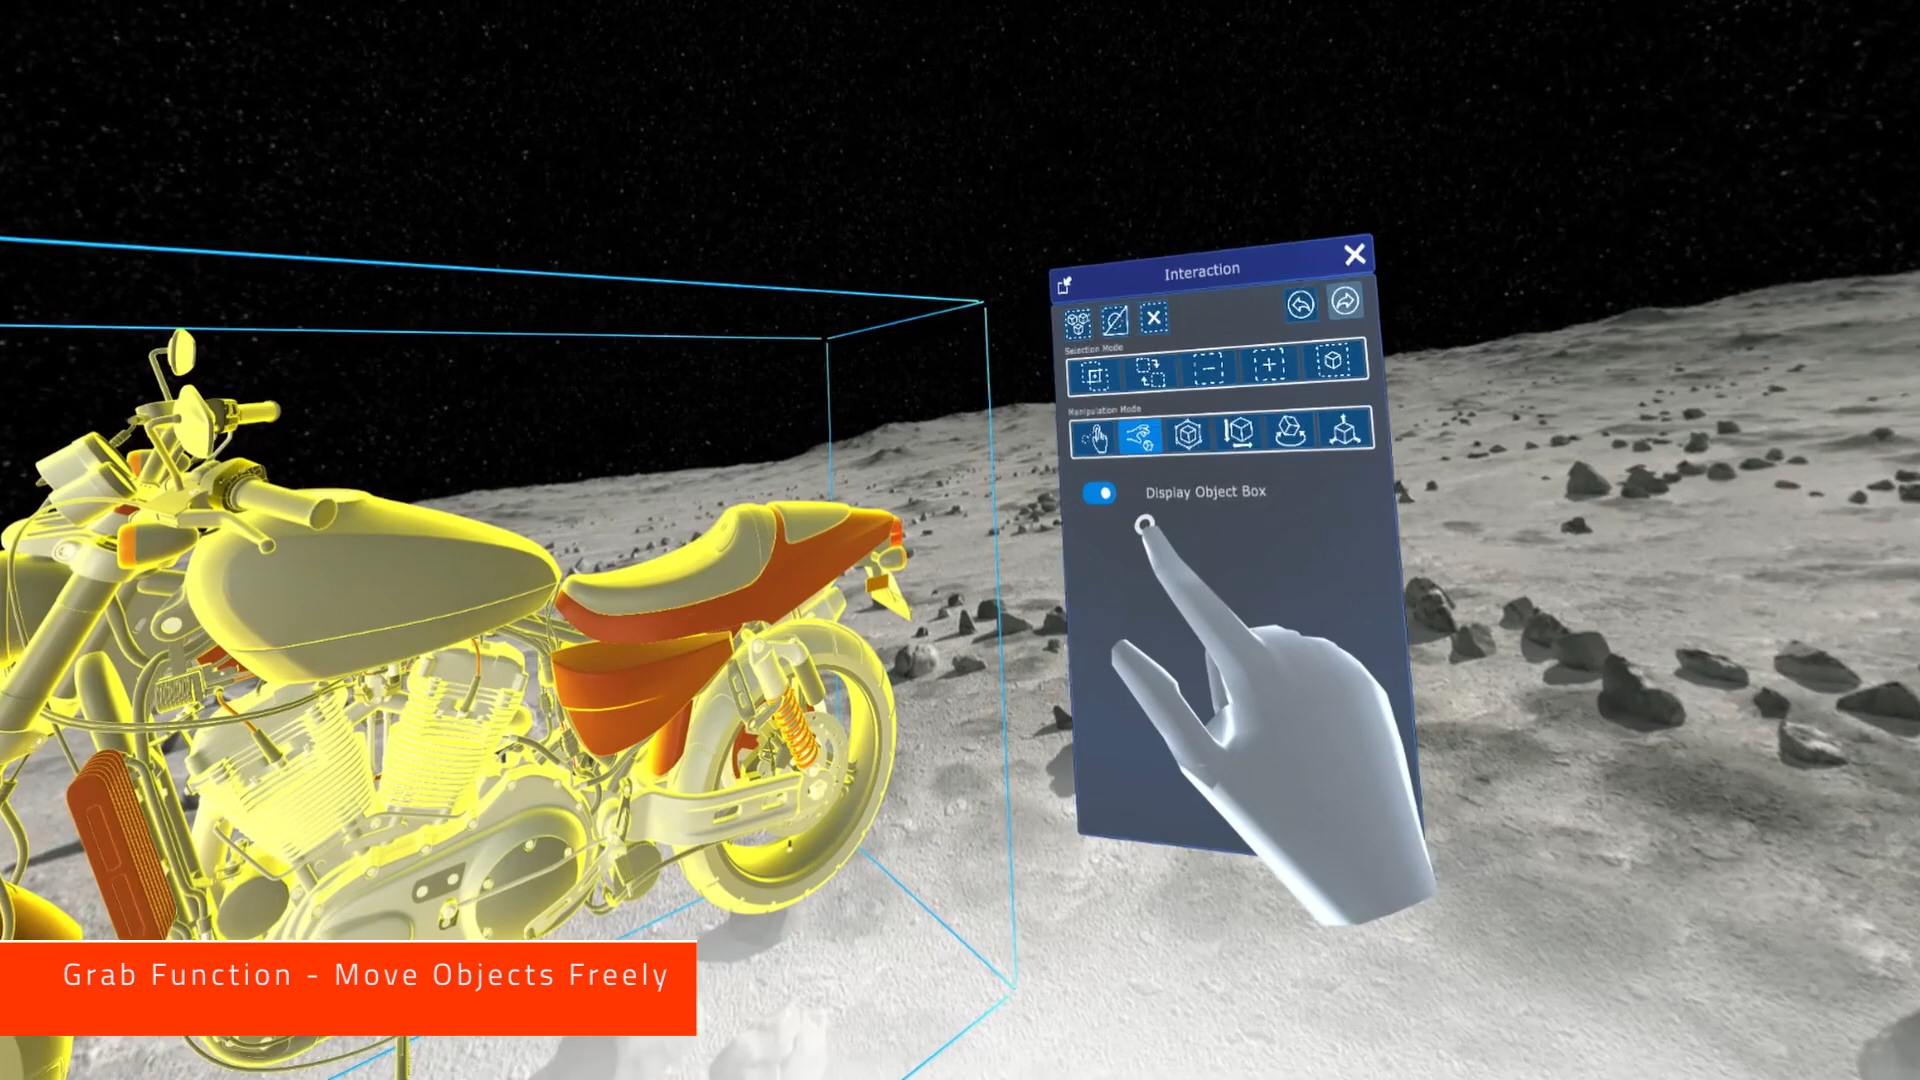 Interaction
Selection Mode
Manipulation Mode
Display Object Box
Grab Function - Move Objects Freely